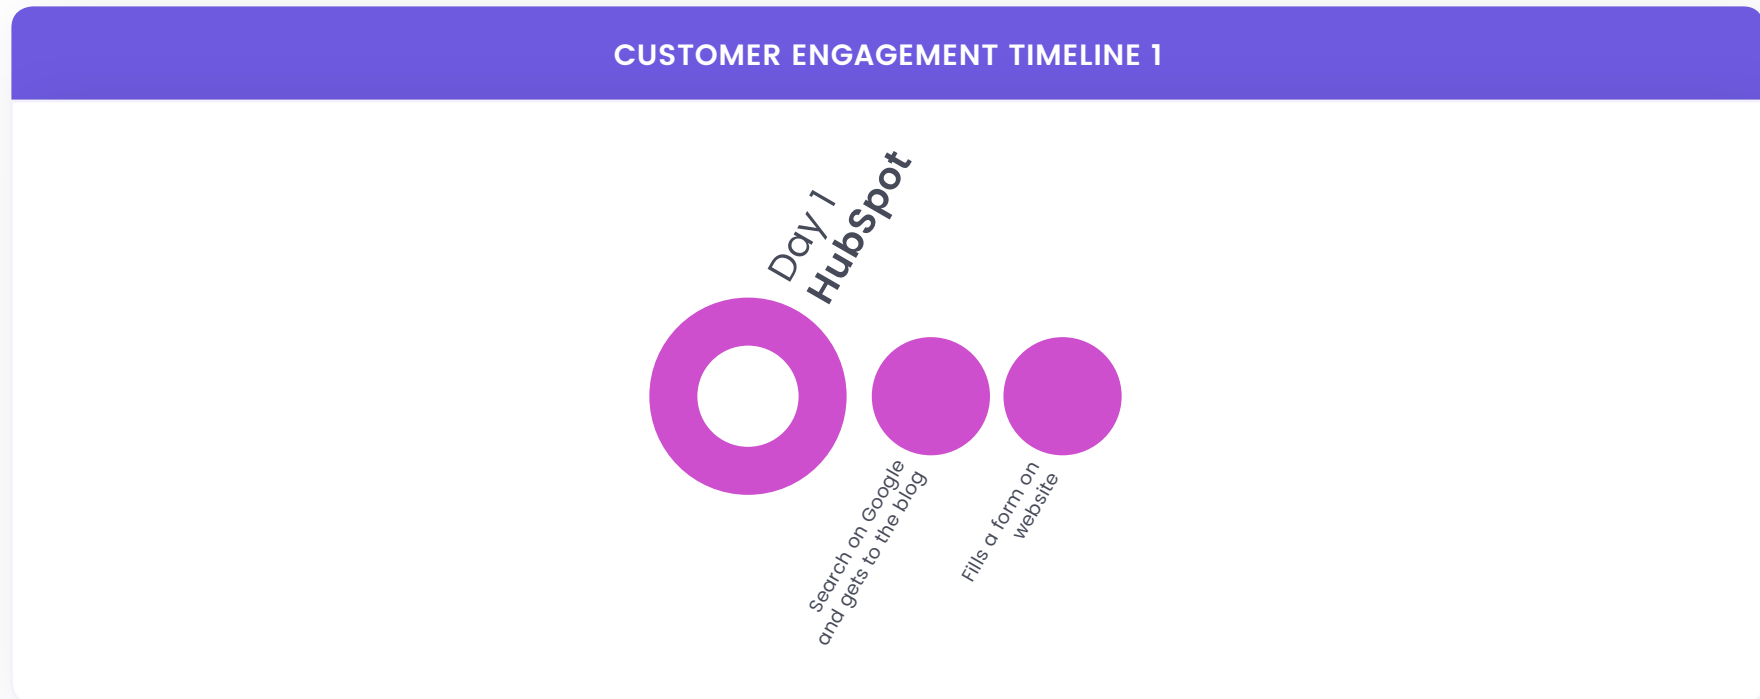 CUSTOMER ENGAGEMENT TIMELINE 1
Day 1
HubSpot
Search on Google
and gets to the blog
Fills a form on
website